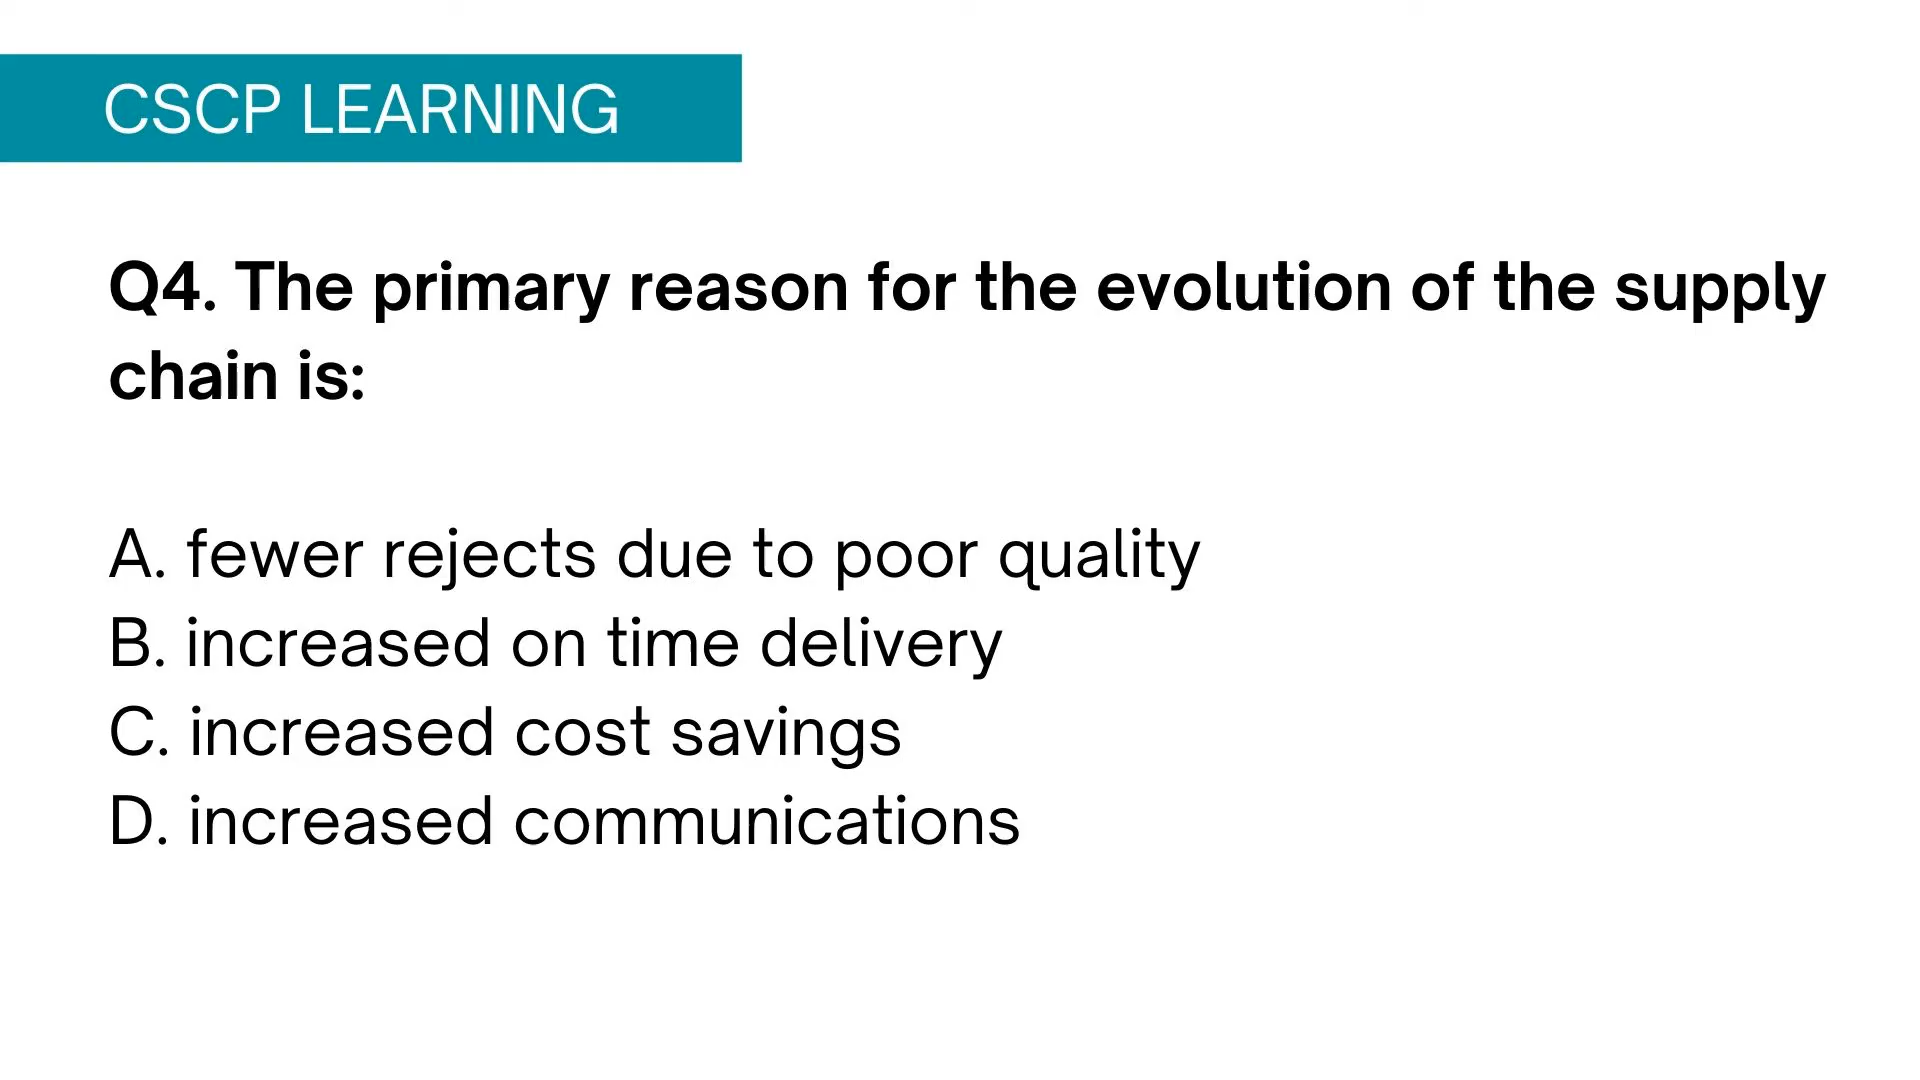 CSCP LEARNING
Q4. The primary reason for the evolution of the supply
chain is:
A. fewer rejects due to poor quality
B. increased on time delivery
C. increased cost savings
D. increased communications